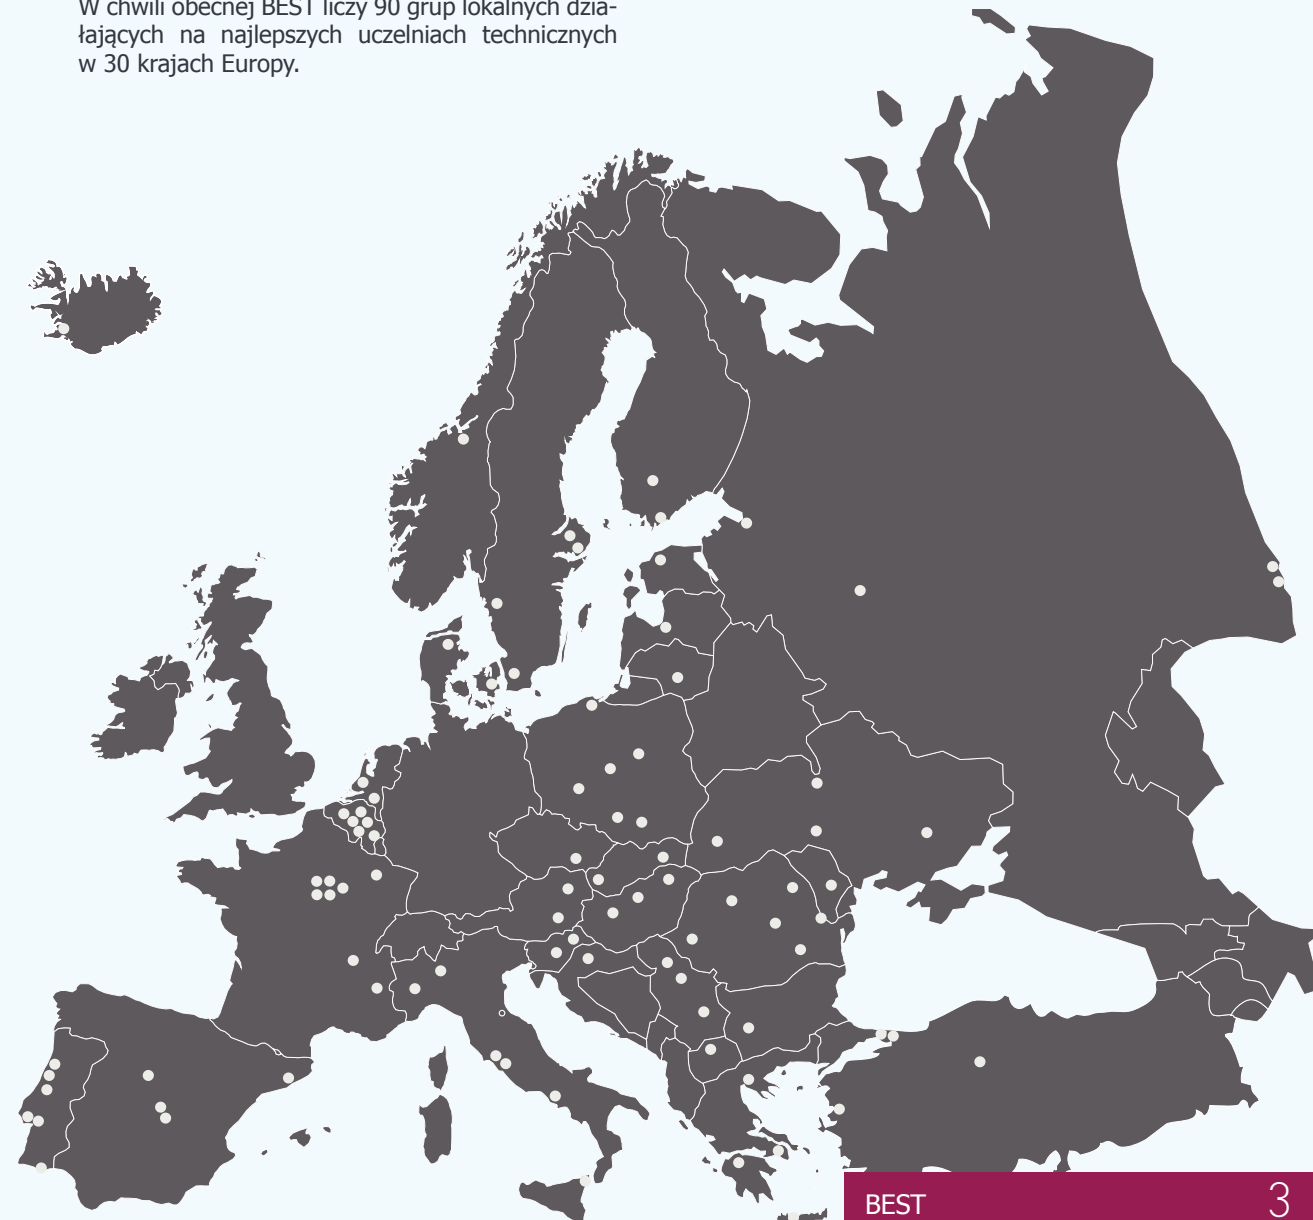 W chwili obecnej BEST liczy 90 grup lokalnych dzia-
łających na najlepszych uczelniach technicznych
w 30 krajach Europy.
BEST 3